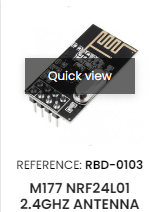 Quick view
REFERENCE: RBD-0103
M177 NRF24L01
2.4GHZ ANTENNA